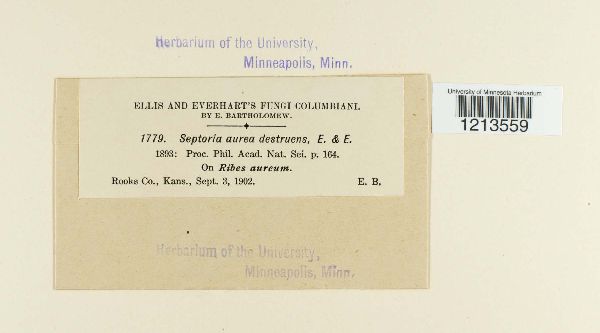 Herbarium of the University,
Minneapolis, Minn.
ELLIS AND EVERHART'S FUNGI COLUMBIANI.
BY E. BARTHOLOMEW.
1779. Septoria aurea destruens, E. & E.
1893: Proc. Phil. Acad. Nat. Sci. p. 164.
On Ribes aureum.
Rooks Co., Kans., Sept. 3, 1902. E. B.
University of Minnesota Herbarium
1213559
Herbarium of the University,
Minneapolis, Minn.